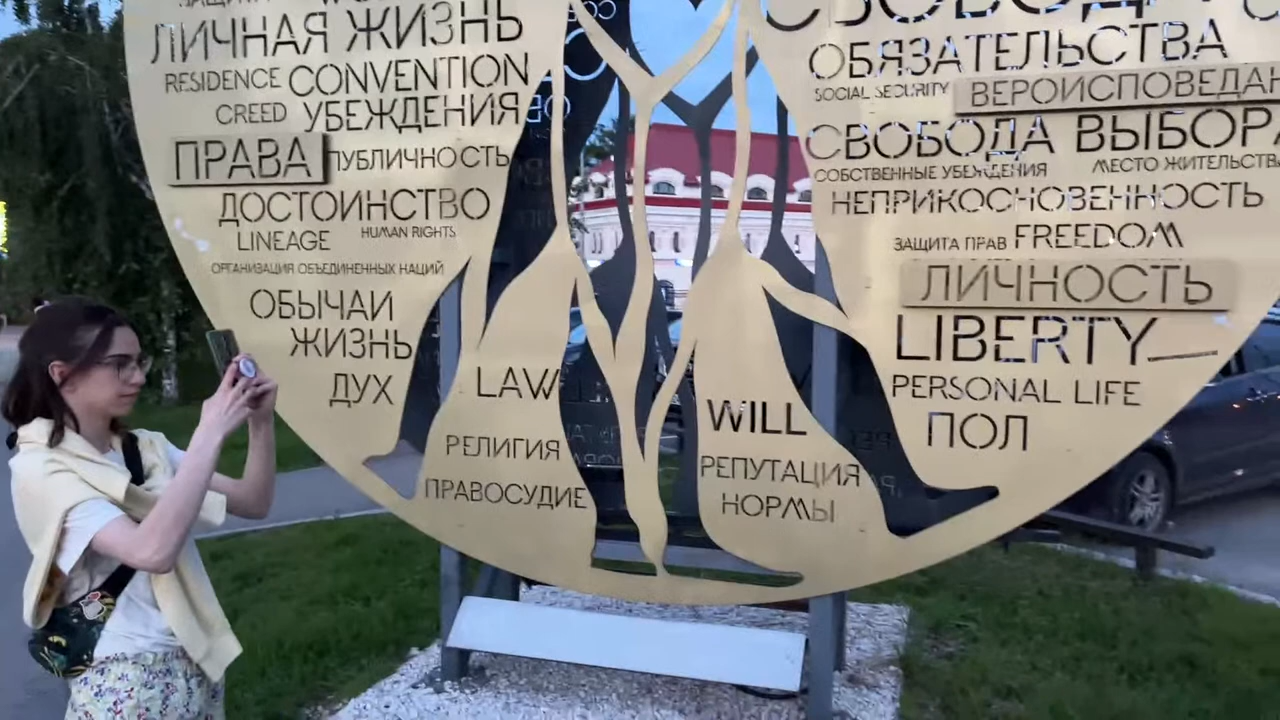 ЛИЧНАЯ ЖИЗНЬ
RESIDENCE CONVENTION
CREED УБЕЖДЕНИЯ
ПРАВА ПУБЛИЧНОСТЬ
ДОСТОИНСТВО
LINEAGE HUMAN RIGHTS
ОРГАНИЗАЦИЯ ОБЪЕДИНЕННЫХ НАЦИЙ
ОБЫЧАИ
ЖИЗНЬ
ДУХ
LAW
РЕЛИГИЯ
ПРАВОСУДИЕ
WILL
РЕПУТАЦИЯ
НОРМЫ
СВОБОДА
ОБЯЗАТЕЛЬСТВА
SOCIAL SECURITY ВЕРОИСПОВЕДАН
СВОБОДА ВЫБОРА
СОБСТВЕННЫЕ УБЕЖДЕНИЯ МЕСТО ЖИТЕЛЬСТВА
НЕПРИКОСНОВЕННОСТЬ
ЗАЩИТА ПРАВ FREEDOM
ЛИЧНОСТЬ
LIBERTY
PERSONAL LIFE
ПОЛ